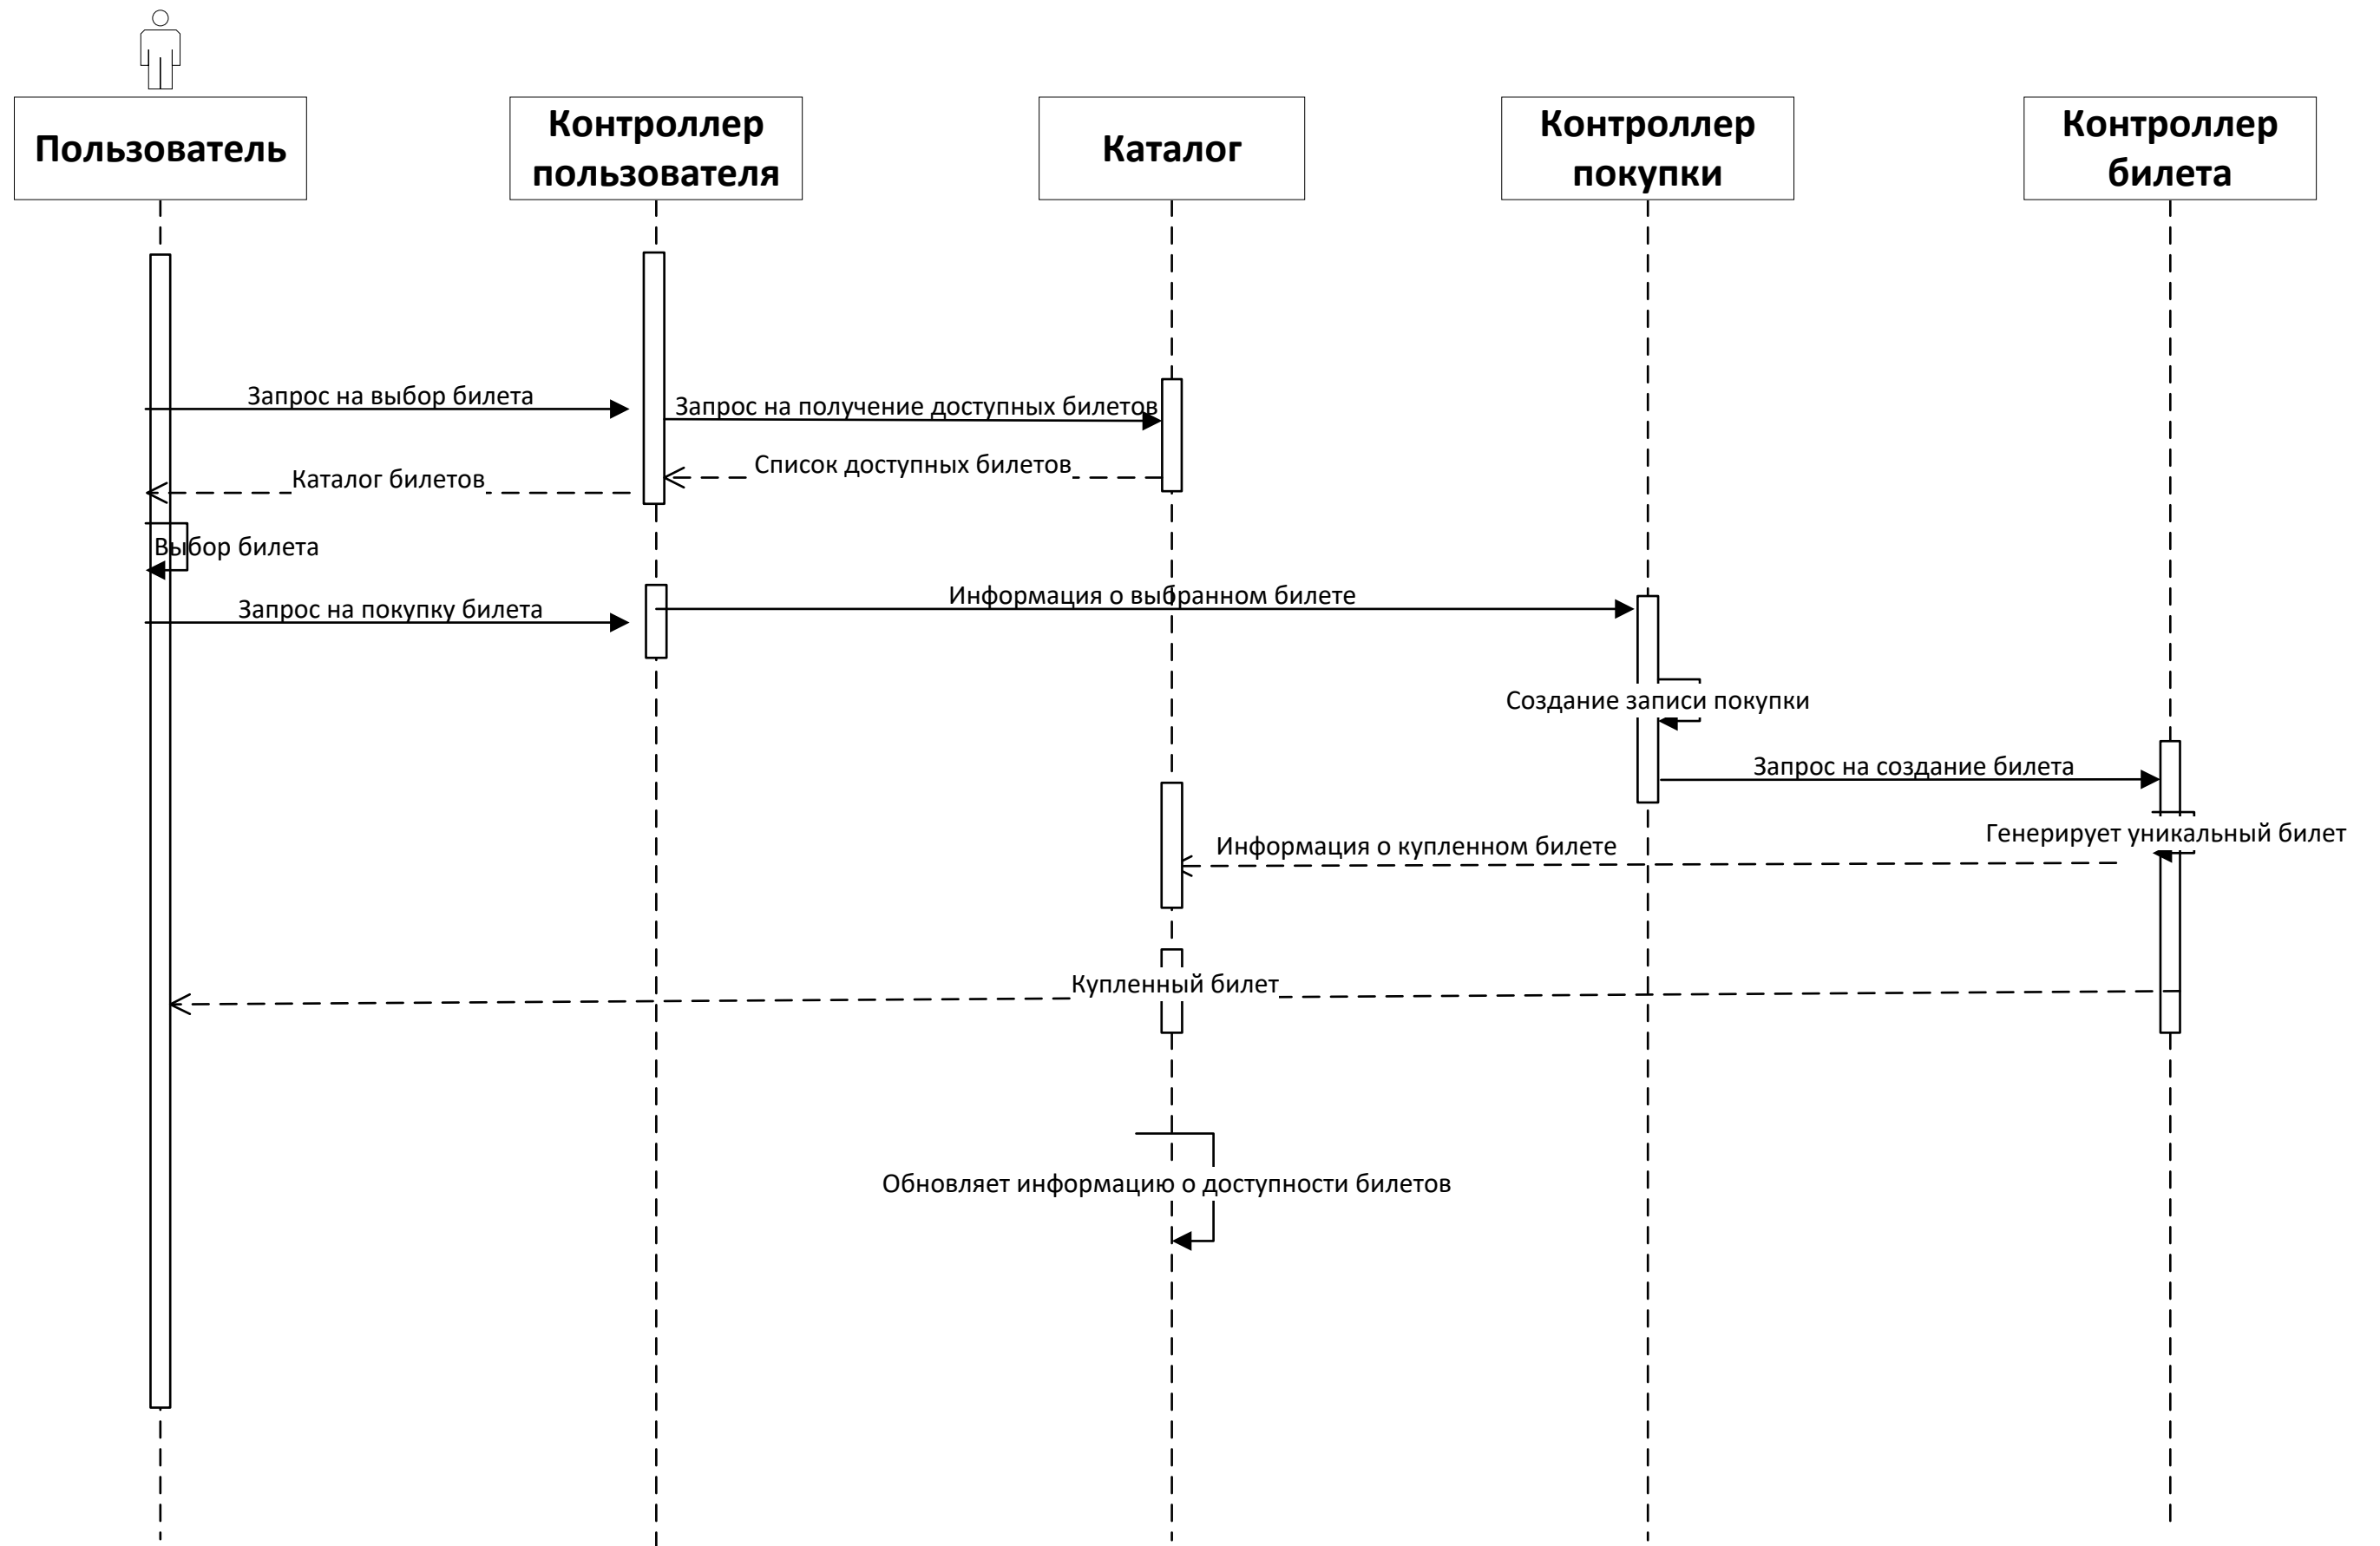 Пользователь
Контроллер
пользователя
Каталог
Контроллер
покупки
Контроллер
билета
Запрос на выбор билета
Запрос на получение доступных билетов
Список доступных билетов
Каталог билетов
Выбор билета
Информация о выбранном билете
Запрос на покупку билета
Создание записи покупки
Запрос на создание билета
Генерирует уникальный билет
Информация о купленном билете
Купленный билет
Обновляет информацию о доступности билетов